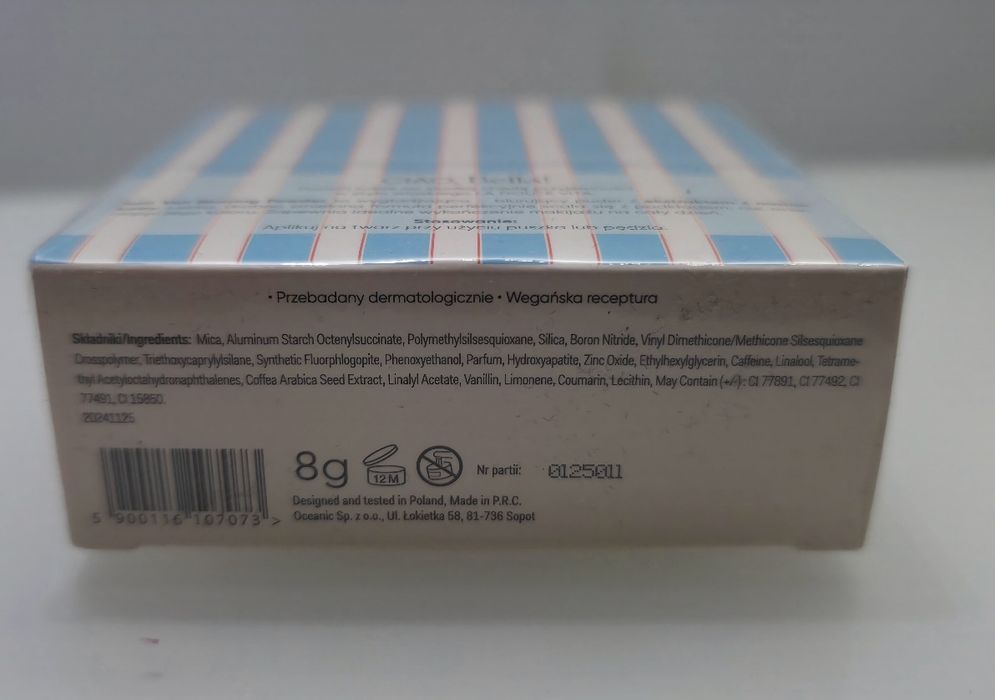 Ciao, Bella!
Stosowanie:
Aplikuj na twarz przy użyciu puszka lub pędzla.
• Przebadany dermatologicznie • Wegańska receptura
Składniki/Ingredients: Mica, Aluminum Starch Octenylsuccinate, Polymethylsilsesquioxane, Silica, Boron Nitride, Vinyl Dimethicone/Methicone Silsesquioxane
Crosspolymer, Triethoxycaprylylsilane, Synthetic Fluorphlogopite, Phenoxyethanol, Parfum, Hydroxyapatite, Zinc Oxide, Ethylhexylglycerin, Caffeine, Linalool, Tetrame-
thyl Acetyloctahydronaphthalenes, Coffea Arabica Seed Extract, Linalyl Acetate, Vanillin, Limonene, Coumarin, Lecithin, May Contain (+/-): CI 77891, CI 77492, CI
77491, CI 15850.
20241125
8g 12 M Nr partii: 0125011
Designed and tested in Poland, Made in P.R.C.
Oceanic Sp. z o.o., Ul. Łokietka 58, 81-736 Sopot
5 900116 107073 >